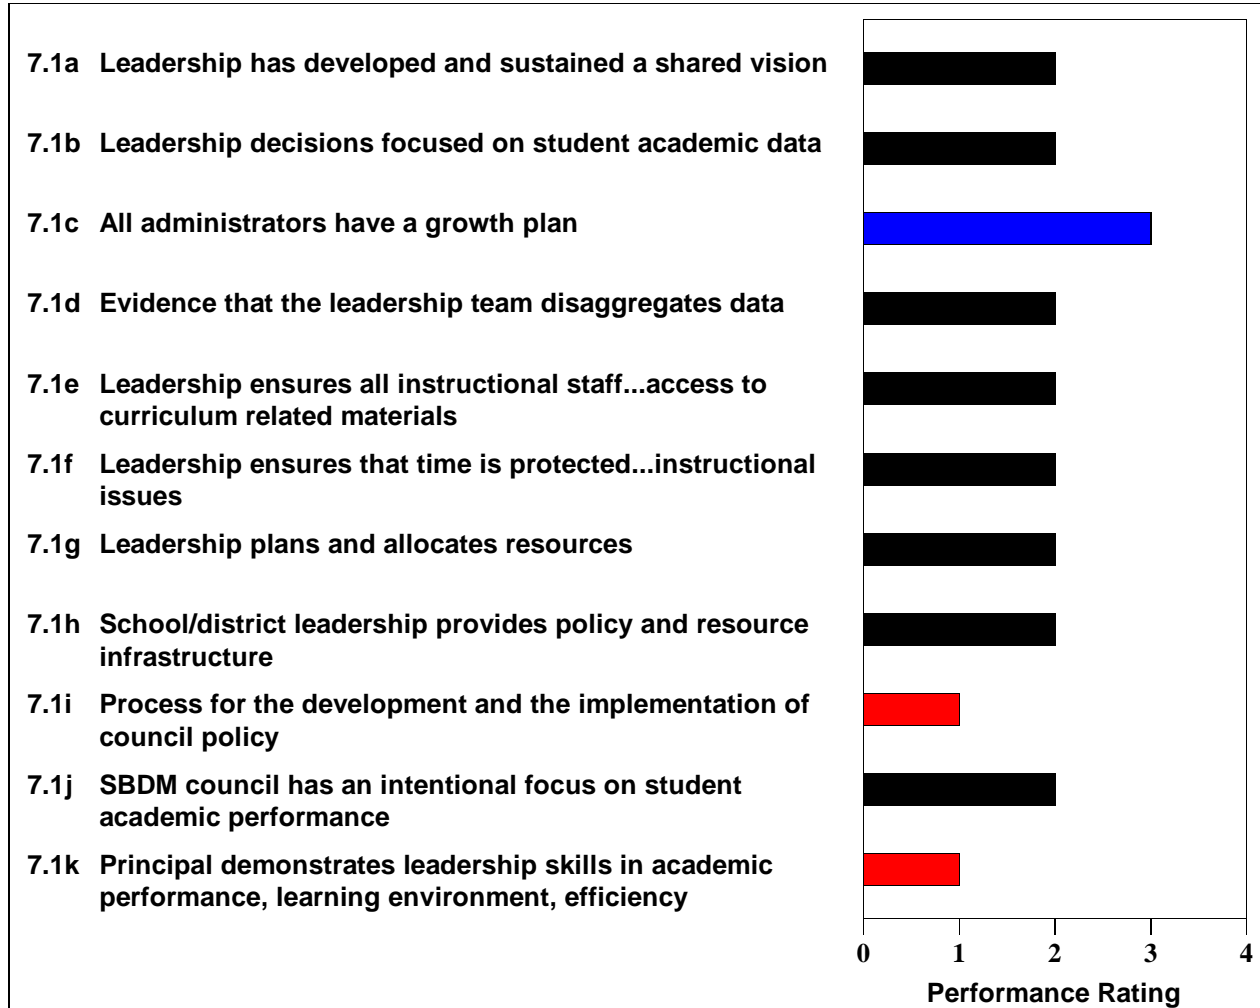 7.1a Leadership has developed and sustained a shared vision
7.1b Leadership decisions focused on student academic data
7.1c All administrators have a growth plan
7.1d Evidence that the leadership team disaggregates data
7.1e Leadership ensures all instructional staff...access to
curriculum related materials
7.1f Leadership ensures that time is protected...instructional
issues
7.1g Leadership plans and allocates resources
7.1h School/district leadership provides policy and resource
infrastructure
7.1i Process for the development and the implementation of
council policy
7.1j SBDM council has an intentional focus on student
academic performance
7.1k Principal demonstrates leadership skills in academic
performance, learning environment, efficiency
0 1 2 3 4
Performance Rating